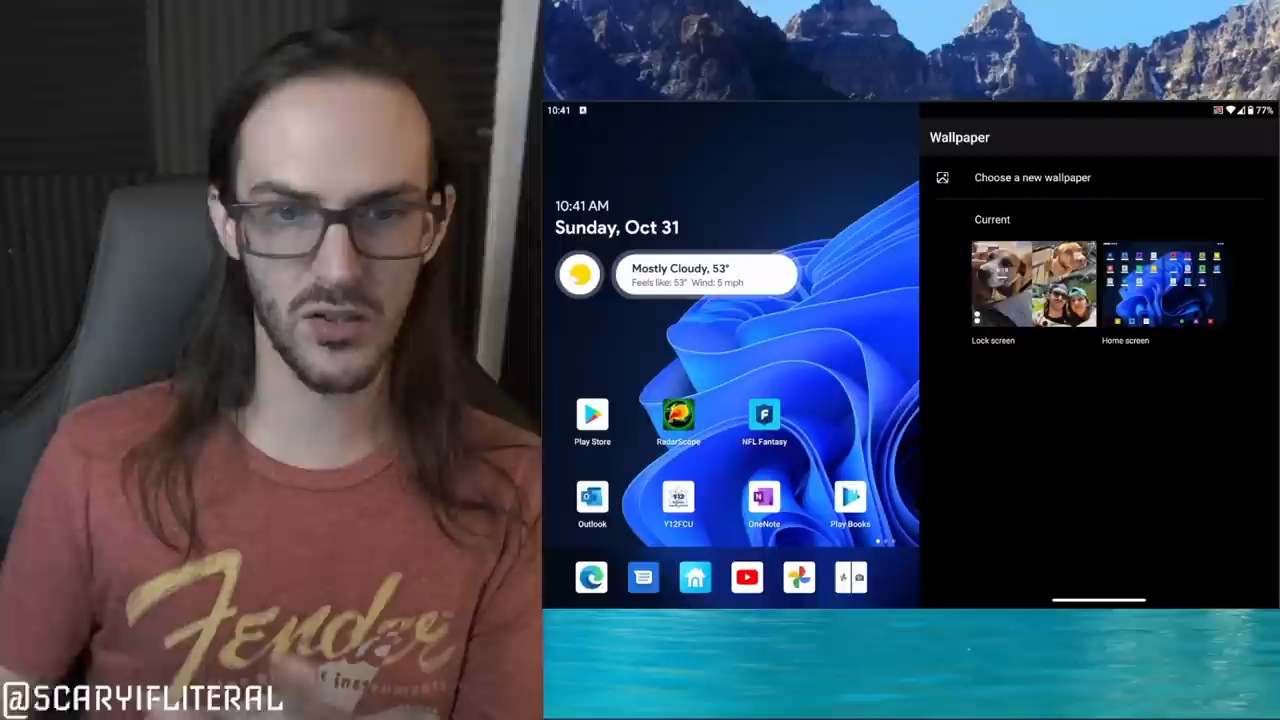 10:41
77%
Wallpaper
Choose a new wallpaper
Current
Lock screen
Home screen
10:41 AM
Sunday, Oct 31
Mostly Cloudy, 53°
Feels like: 53° Wind: 5 mph
Play Store
RadarScope
NFL Fantasy
Outlook
Y12FCU
OneNote
Play Books
Fender
instruments
@SCARYIFLITERAL